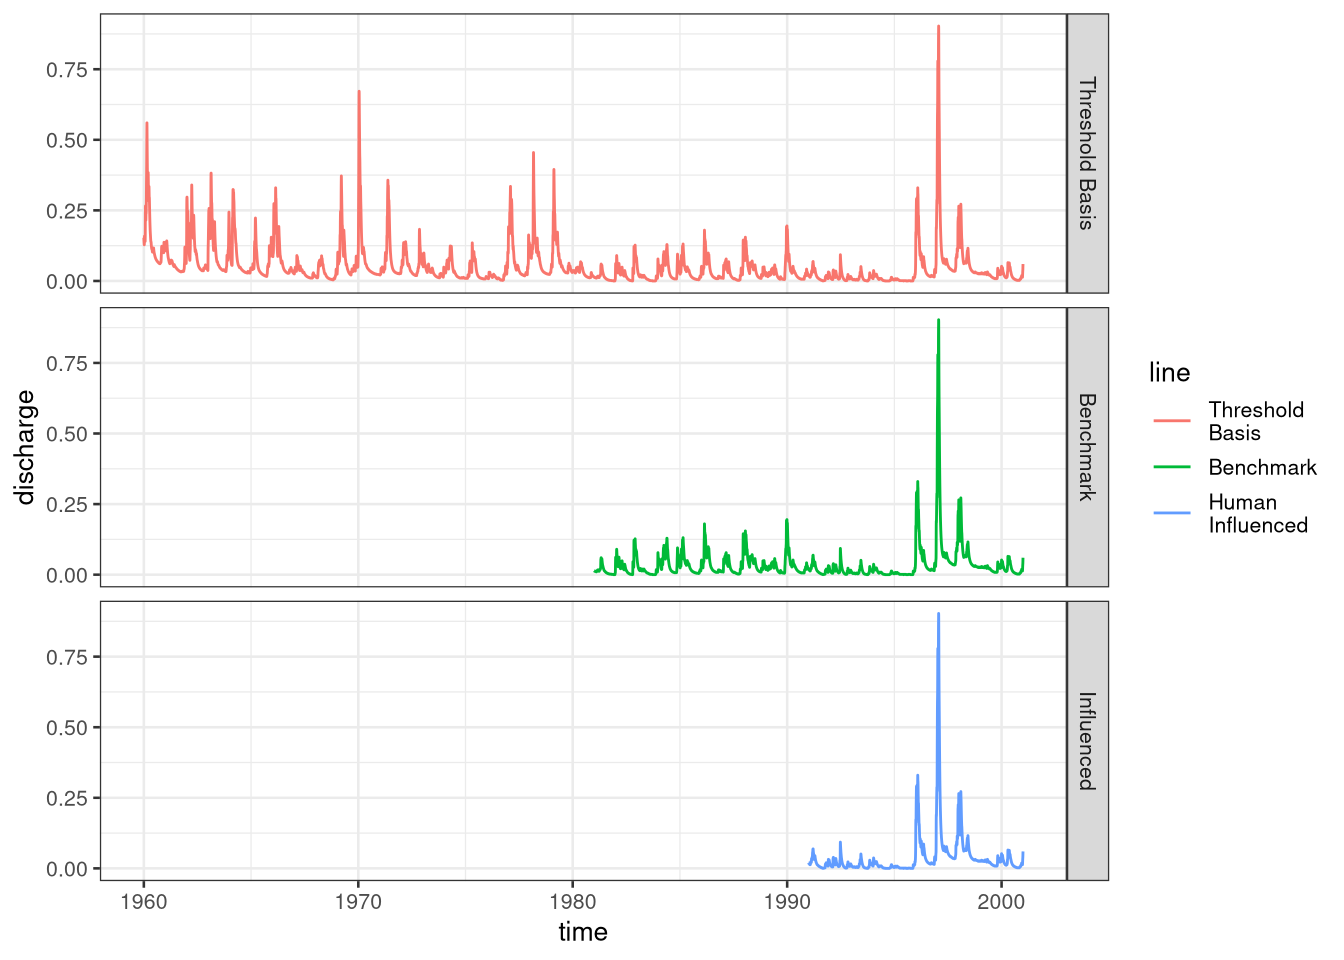 0.75
0.50
0.25
0.00
Threshold Basis
0.75
0.50
0.25
0.00
Benchmark
0.75
0.50
0.25
0.00
Influenced
discharge
1960
1970
1980
1990
2000
time
line
Threshold
Basis
Benchmark
Human
Influenced